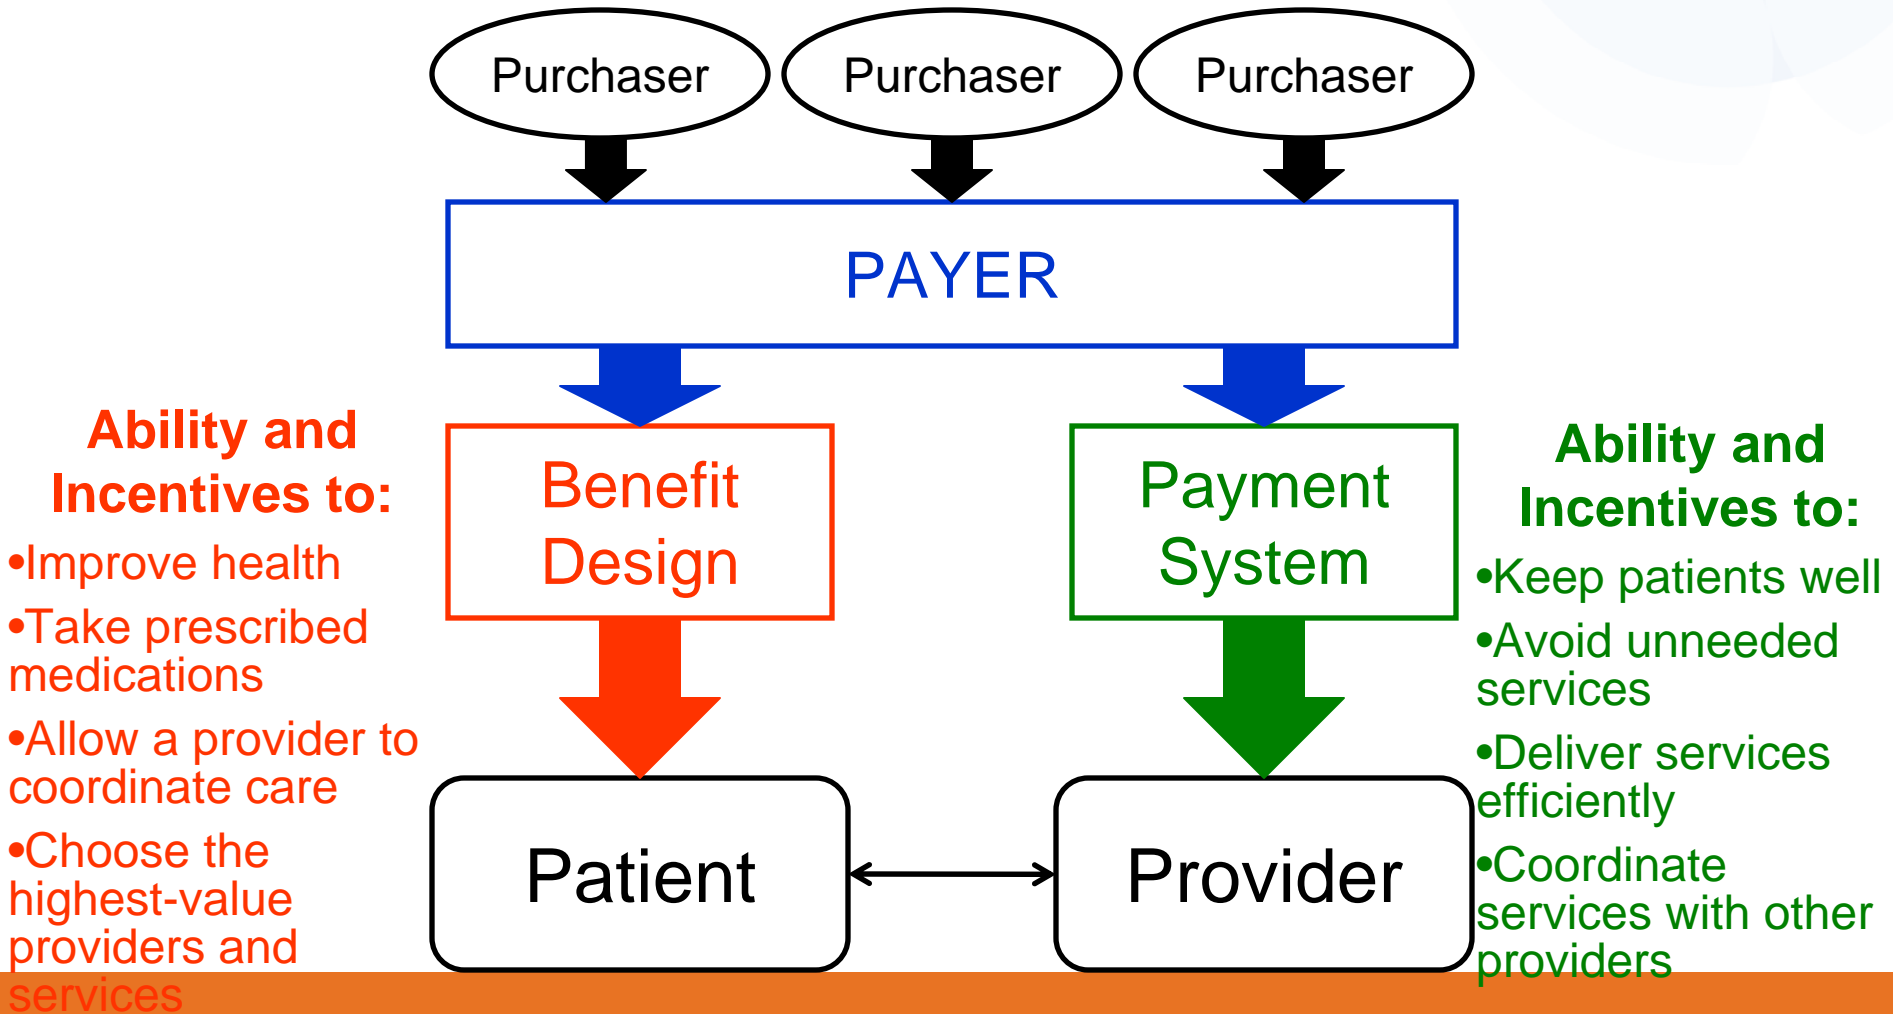 Purchaser Purchaser Purchaser
PAYER
Ability and
Incentives to:
•Improve health
•Take prescribed
medications
•Allow a provider to
coordinate care
•Choose the
highest-value
providers and
services
Benefit
Design
Payment
System
Patient
Provider
Ability and
Incentives to:
•Keep patients well
•Avoid unneeded
services
•Deliver services
efficiently
•Coordinate
services with other
providers